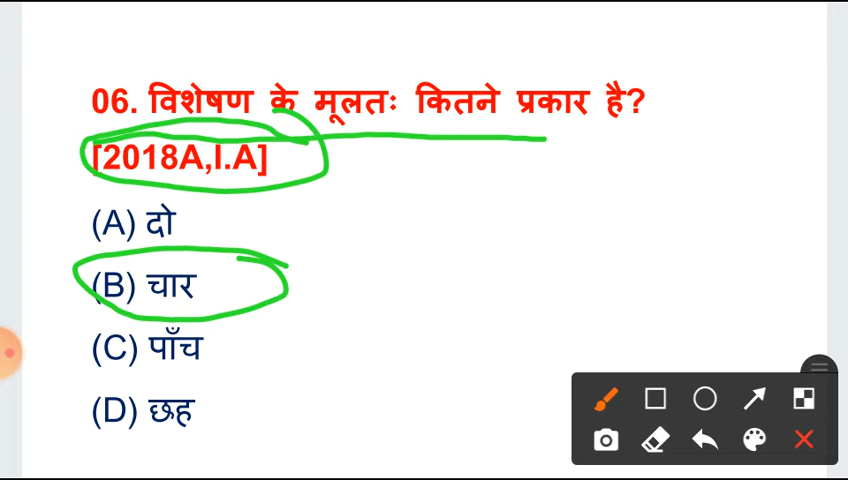 06. विशेषण के मूलतः कितने प्रकार है?
[2018A,I.A]
(A) दो
(B) चार
(C) पाँच
(D) छह